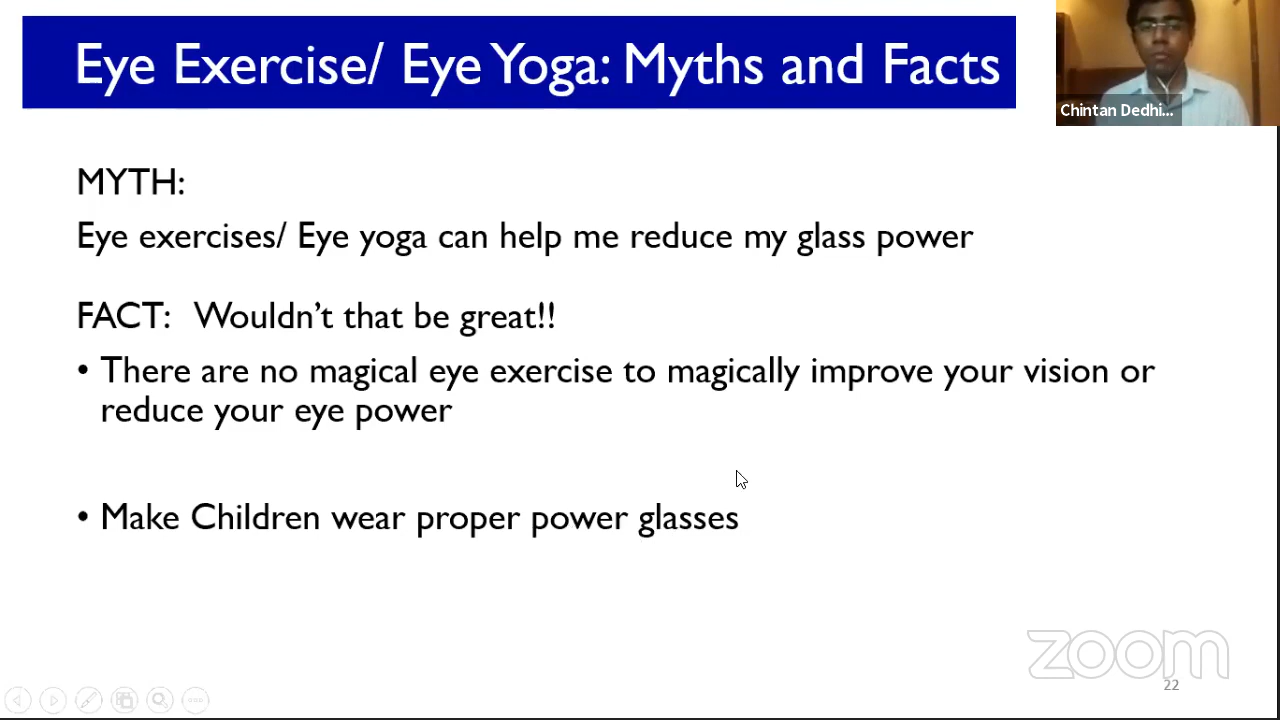 Eye Exercise/ Eye Yoga: Myths and Facts
Chintan Dedhi...
MYTH:
Eye exercises/ Eye yoga can help me reduce my glass power
FACT: Wouldn't that be great!!
• There are no magical eye exercise to magically improve your vision or
reduce your eye power
• Make Children wear proper power glasses
zoom
22